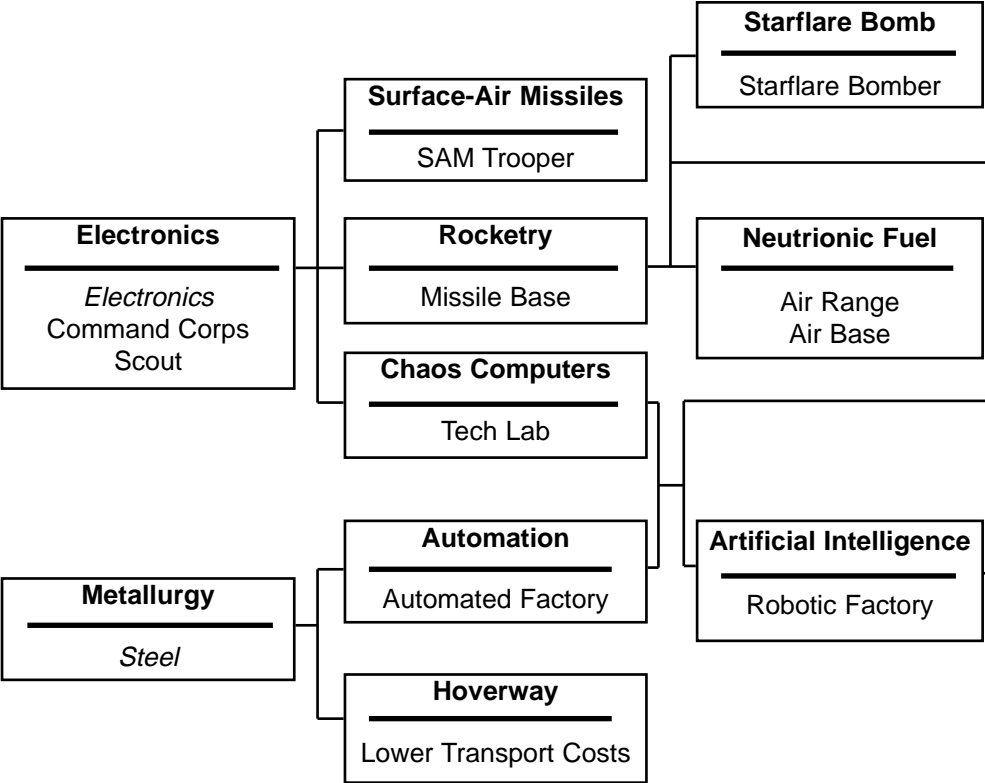 Starflare Bomb
Starflare Bomber
Surface-Air Missiles
SAM Trooper
Electronics
Electronics
Command Corps
Scout
Rocketry
Missile Base
Neutrionic Fuel
Air Range
Air Base
Chaos Computers
Tech Lab
Automation
Automated Factory
Artificial Intelligence
Robotic Factory
Metallurgy
Steel
Hoverway
Lower Transport Costs